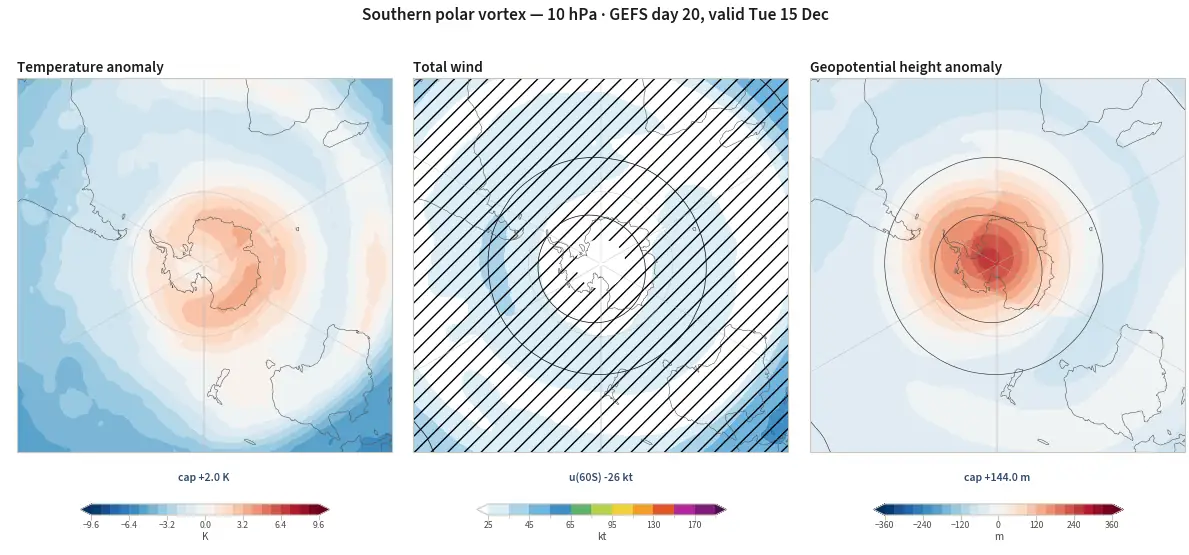 Southern polar vortex — 10 hPa · GEFS day 20, valid Tue 15 Dec
Temperature anomaly
Total wind
Geopotential height anomaly
cap +2.0 K
u(60S) -26 kt
cap +144.0 m
−9.6 −6.4 −3.2 0.0 3.2 6.4 9.6
K
25 45 65 95 130 170
kt
−360 −240 −120 0 120 240 360
m